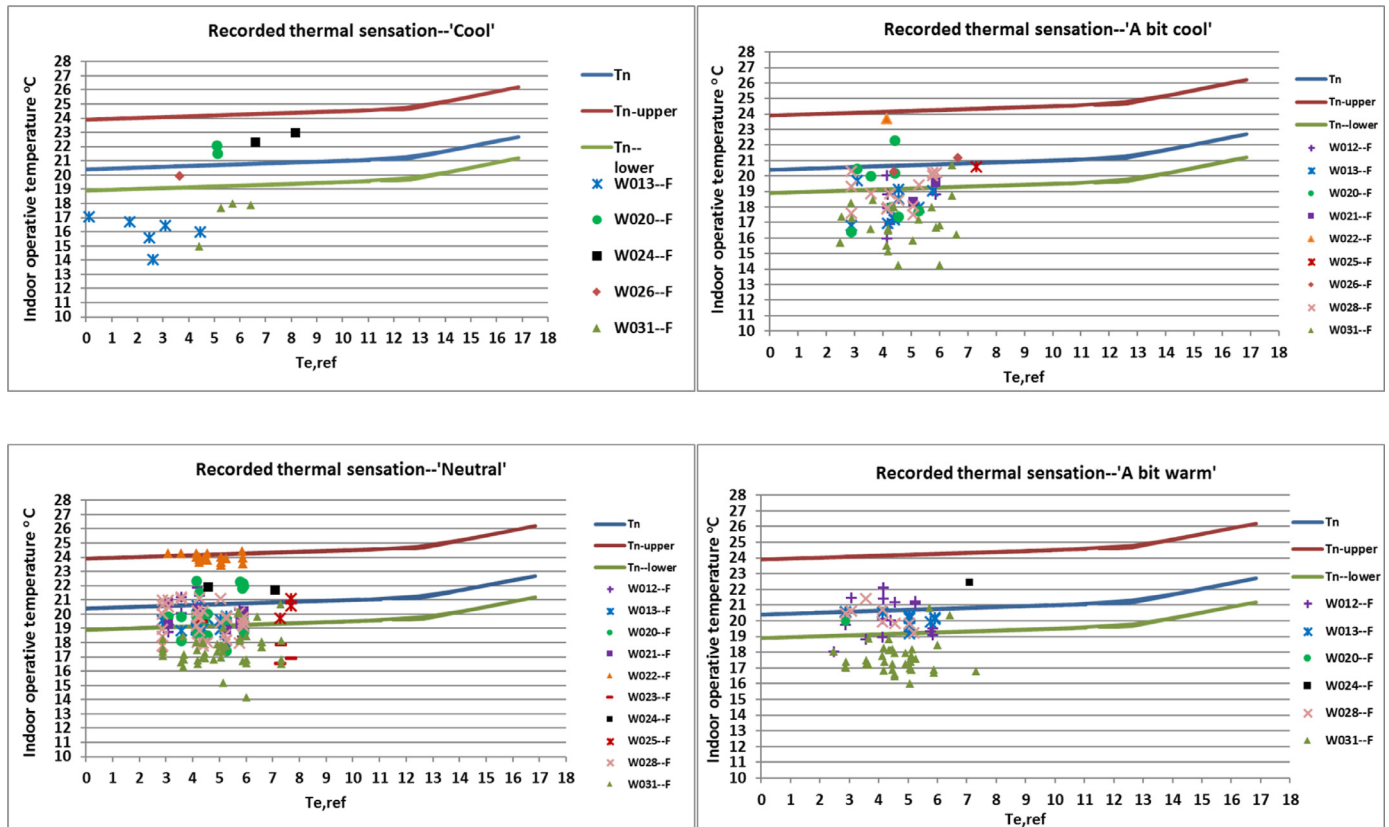 Recorded thermal sensation--'Cool'
Indoor operative temperature °C
28
27
26
25
24
23
22
21
20
19
18
17
16
15
14
13
12
11
10
0 1 2 3 4 5 6 7 8 9 10 11 12 13 14 15 16 17 18
Te,ref
Tn
Tn-upper
Tn--
lower
W013--F
W020--F
W024--F
W026--F
W031--F
Recorded thermal sensation--'A bit cool'
Indoor operative temperature °C
28
27
26
25
24
23
22
21
20
19
18
17
16
15
14
13
12
11
10
0 1 2 3 4 5 6 7 8 9 10 11 12 13 14 15 16 17 18
Te,ref
Tn
Tn-upper
Tn--lower
W012--F
W013--F
W020--F
W021--F
W022--F
W025--F
W026--F
W028--F
W031--F
Recorded thermal sensation--'Neutral'
Indoor operative temperature °C
28
27
26
25
24
23
22
21
20
19
18
17
16
15
14
13
12
11
10
0 1 2 3 4 5 6 7 8 9 10 11 12 13 14 15 16 17 18
Te,ref
Tn
Tn-upper
Tn--lower
W012--F
W013--F
W020--F
W021--F
W022--F
W023--F
W024--F
W025--F
W028--F
W031--F
Recorded thermal sensation--'A bit warm'
Indoor operative temperature °C
28
27
26
25
24
23
22
21
20
19
18
17
16
15
14
13
12
11
10
0 1 2 3 4 5 6 7 8 9 10 11 12 13 14 15 16 17 18
Te,ref
Tn
Tn-upper
Tn--lower
W012--F
W013--F
W020--F
W024--F
W028--F
W031--F